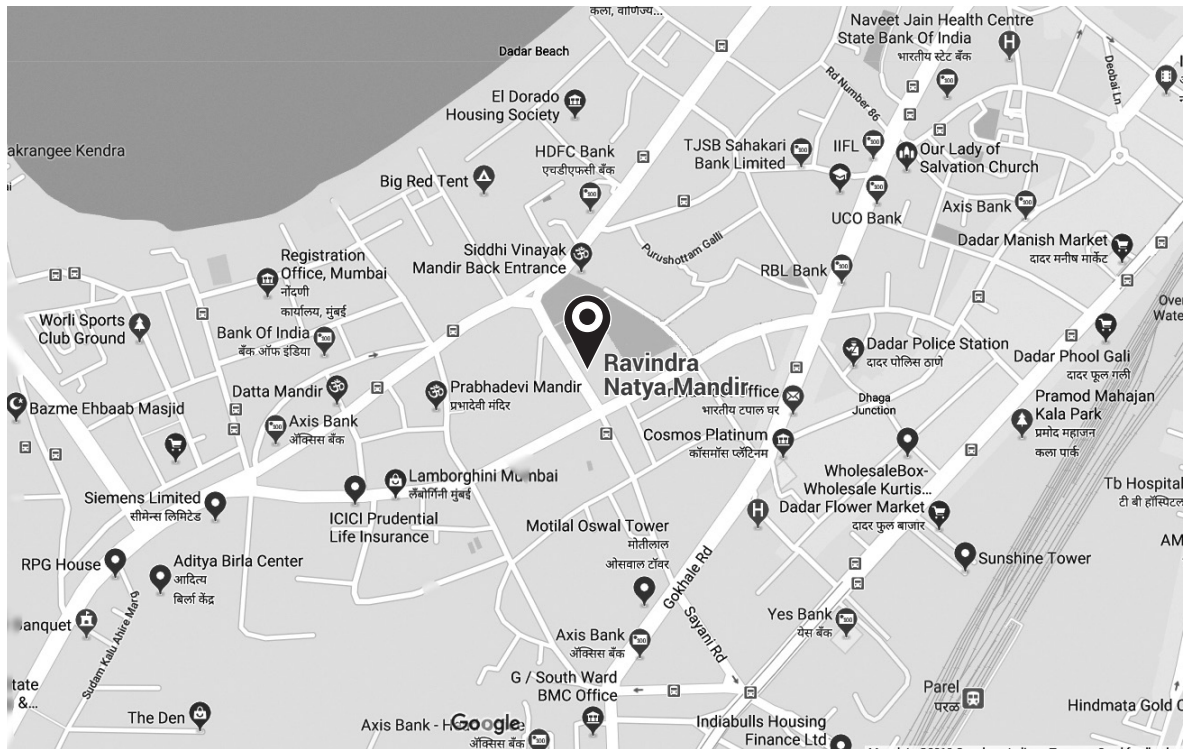 कला, वाणिज्य...
Naveet Jain Health Centre
State Bank Of India
भारतीय स्टेट बँक
Dadar Beach
Deobai Ln
Rd Number 86
El Dorado
Housing Society
HDFC Bank
एचडीएफसी बँक
TJSB Sahakari
Bank Limited
IIFL
Our Lady of
Salvation Church
akrangee Kendra
Big Red Tent
UCO Bank
Axis Bank
Siddhi Vinayak
Mandir Back Entrance
Purushottam Galli
Dadar Manish Market
दादर मनीष मार्केट
Registration
Office, Mumbai
नोंदणी
कार्यालय, मुंबई
RBL Bank
Worli Sports
Club Ground
Bank Of India
बँक ऑफ इंडिया
Dadar Police Station
दादर पोलिस ठाणे
Dadar Phool Gali
दादर फूल गली
Ravindra
Natya Mandir
Office
भारतीय टपाल घर
Datta Mandir
Prabhadevi Mandir
प्रभादेवी मंदिर
Dhaga
Junction
Pramod Mahajan
Kala Park
प्रमोद महाजन
कला पार्क
Bazme Ehbaab Masjid
Axis Bank
ॲक्सिस बँक
Cosmos Platinum
कॉसमॉस प्लॅटिनम
WholesaleBox-
Wholesale Kurtis...
Dadar Flower Market
दादर फुल बाजार
Lamborghini Mumbai
लँबोर्गिनी मुंबई
Siemens Limited
सीमेन्स लिमिटेड
ICICI Prudential
Life Insurance
Tb Hospital
टी बी हॉस्पिटल
Motilal Oswal Tower
मोतीलाल
ओसवाल टॉवर
Gokhale Rd
Sunshine Tower
RPG House
Aditya Birla Center
आदित्य
बिर्ला केंद्र
Sayani Rd
Yes Bank
येस बँक
anquet
Sudam Kalu Ahire Marg
Axis Bank
ॲक्सिस बँक
G / South Ward
BMC Office
Parel
परळ
tate
&...
The Den
Hindmata Gold C
Axis Bank - H
ॲक्सिस बँक
Google
Indiabulls Housing
Finance Ltd